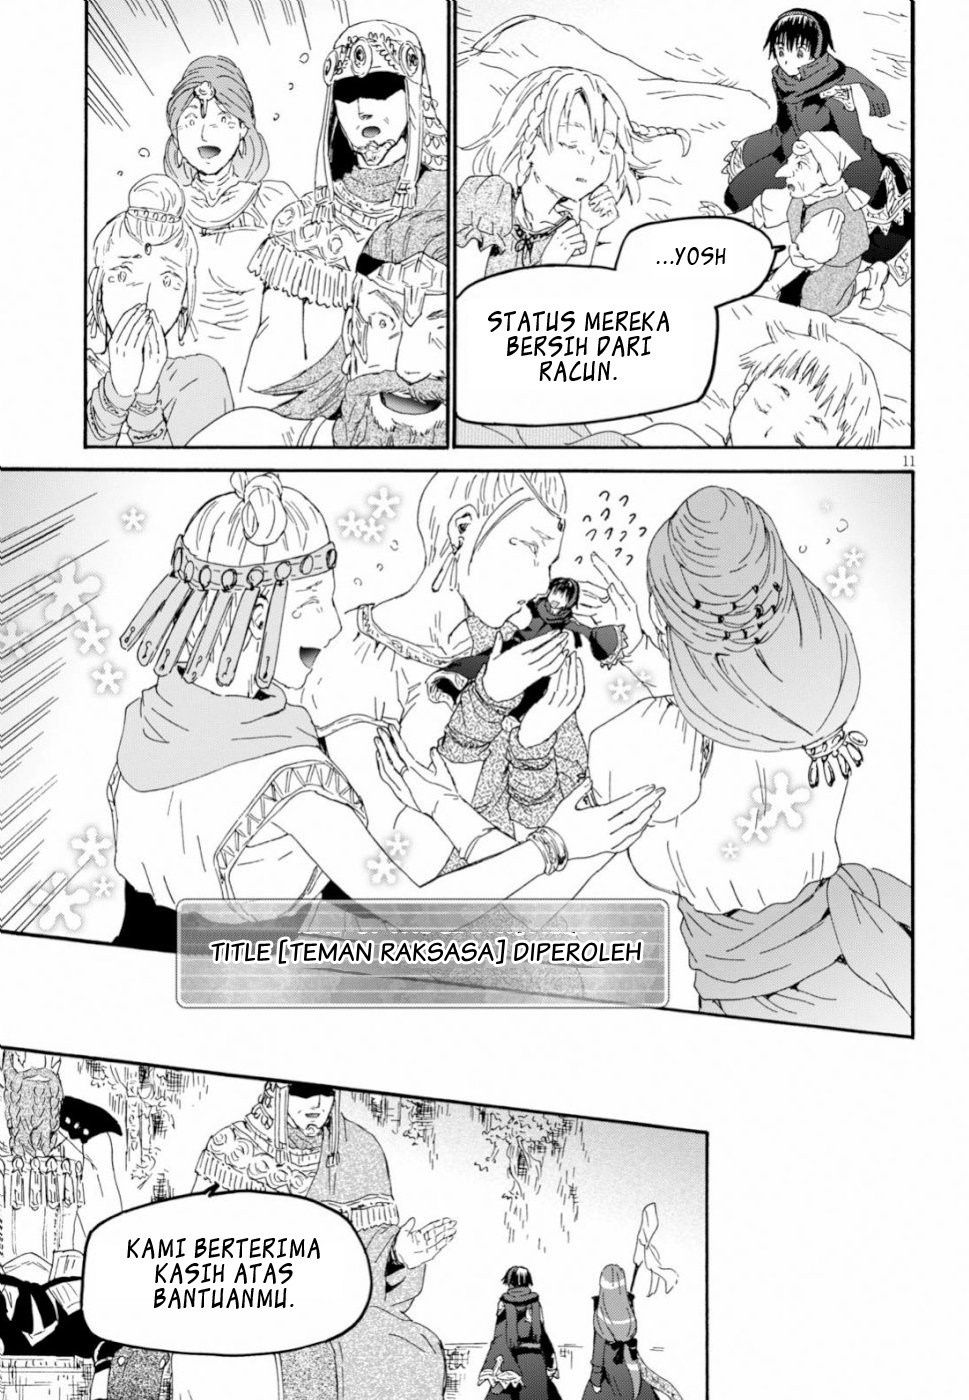 ...YOSH
STATUS MEREKA
BERSIH DARI
RACUN.
11
TITLE [TEMAN RAKSASA] DIPEROLEH
KAMI BERTERIMA
KASIH ATAS
BANTUANMU.